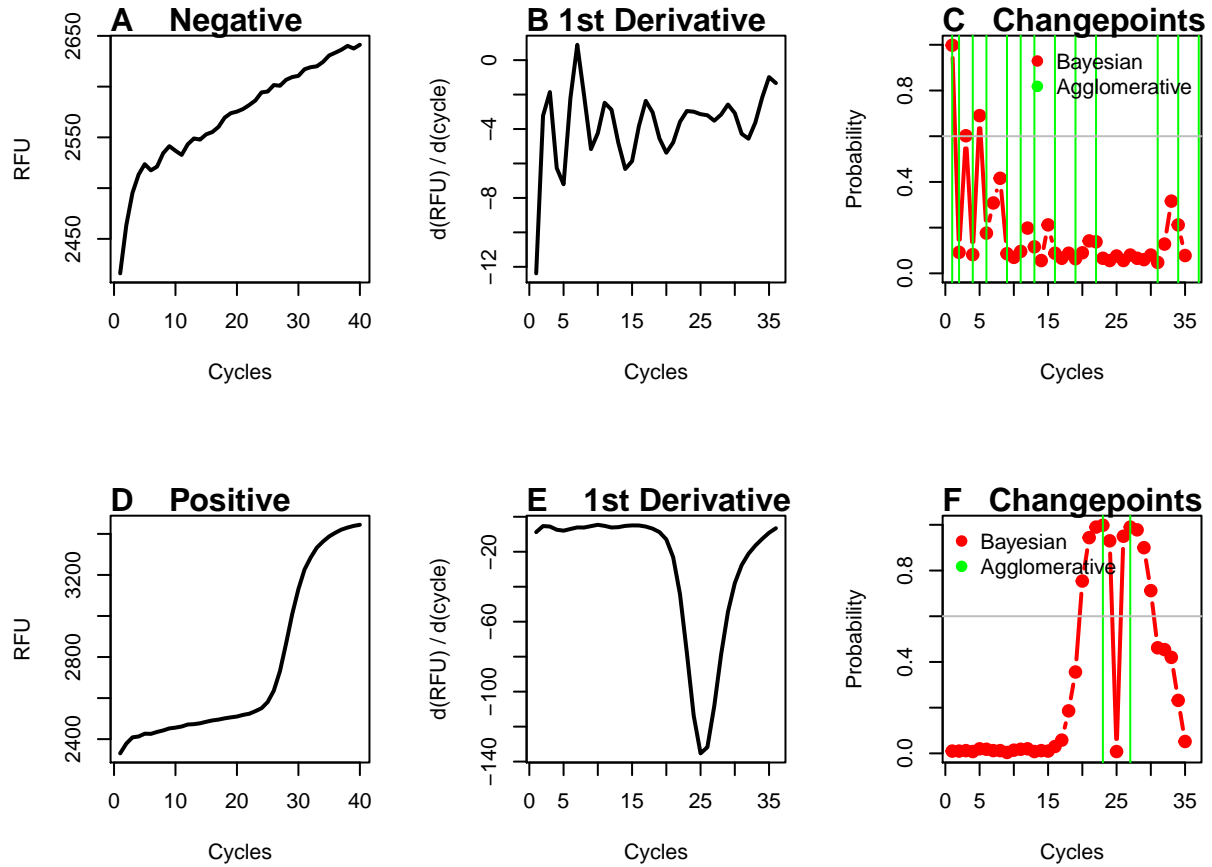 A Negative
2450 2550 2650
RFU
0 10 20 30 40
Cycles
B 1st Derivative
−12 −8 −4 0
d(RFU) / d(cycle)
0 5 15 25 35
Cycles
C Changepoints
Bayesian
Agglomerative
0.0 0.4 0.8
Probability
0 5 15 25 35
Cycles
D Positive
2400 2800 3200
RFU
0 10 20 30 40
Cycles
E 1st Derivative
−140 −100 −60 −20
d(RFU) / d(cycle)
0 5 15 25 35
Cycles
F Changepoints
Bayesian
Agglomerative
0.0 0.4 0.8
Probability
0 5 15 25 35
Cycles